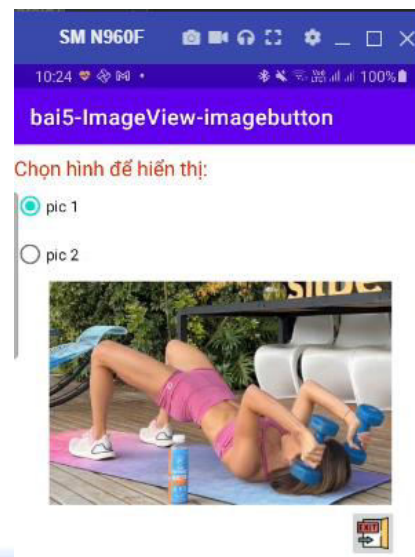 SM N960F
10:24
100%
bai5-ImageView-imagebutton
Chọn hình để hiển thị:
pic 1
pic 2
EXIT